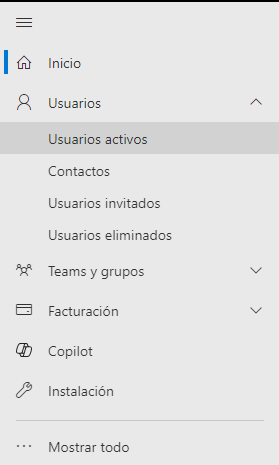 Inicio
Usuarios
Usuarios activos
Contactos
Usuarios invitados
Usuarios eliminados
Teams y grupos
Facturación
Copilot
Instalación
Mostrar todo